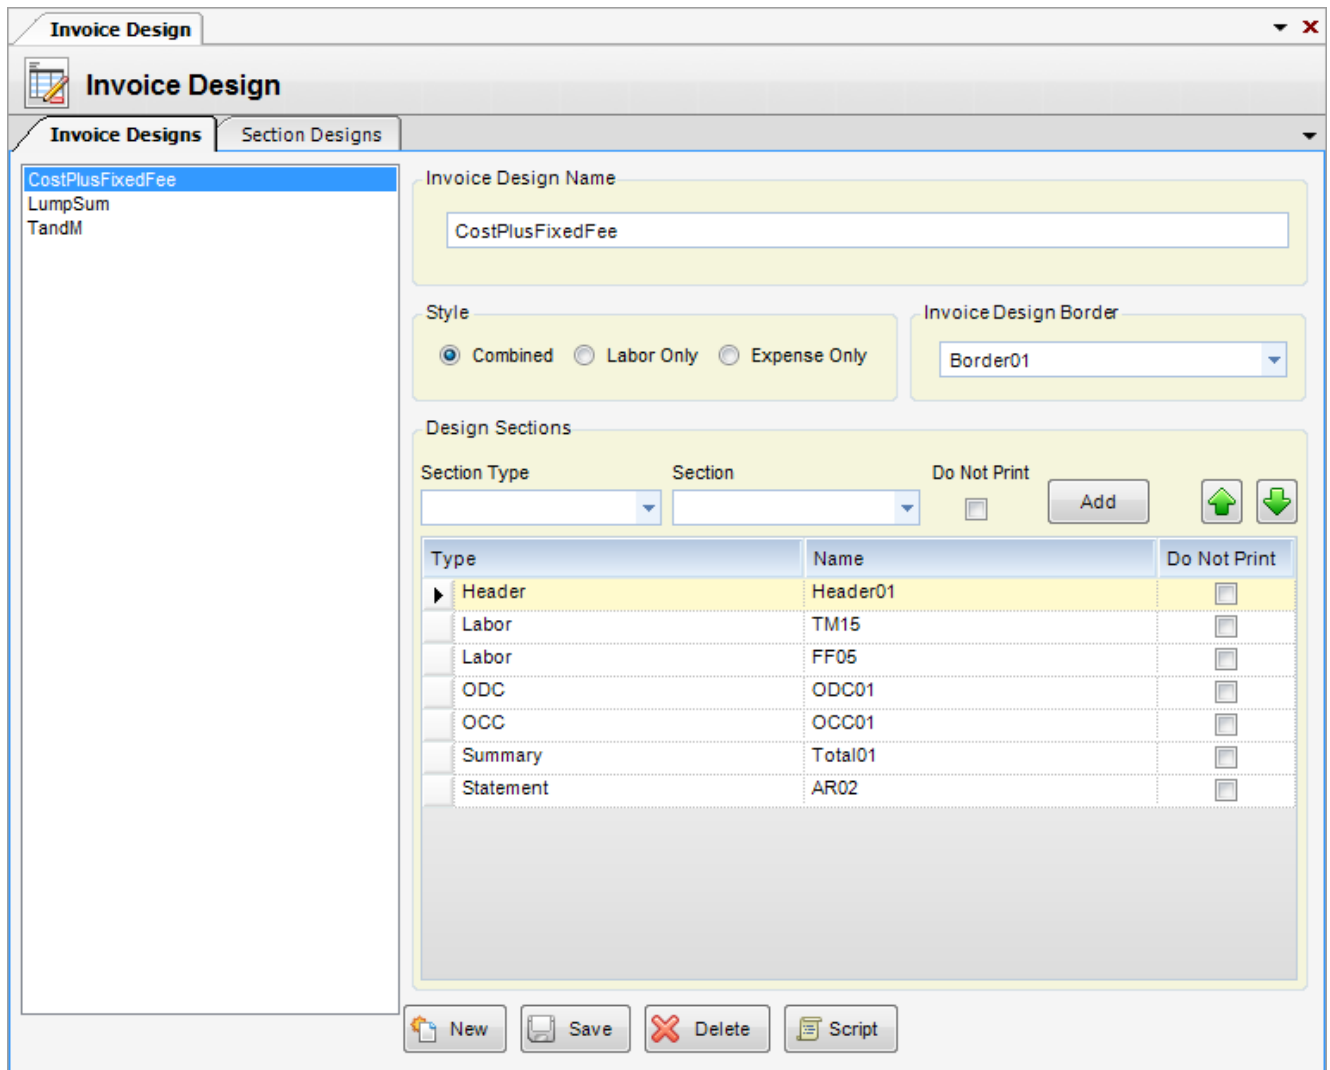 Invoice Design
Invoice Design
Invoice Designs Section Designs
CostPlusFixedFee
LumpSum
TandM
Invoice Design Name
CostPlusFixedFee
Style
Combined Labor Only Expense Only
Invoice Design Border
Border01
Design Sections
Section Type Section Do Not Print
Add
Type Name Do Not Print
Header Header01
Labor TM15
Labor FF05
ODC ODC01
OCC OCC01
Summary Total01
Statement AR02
New Save Delete Script